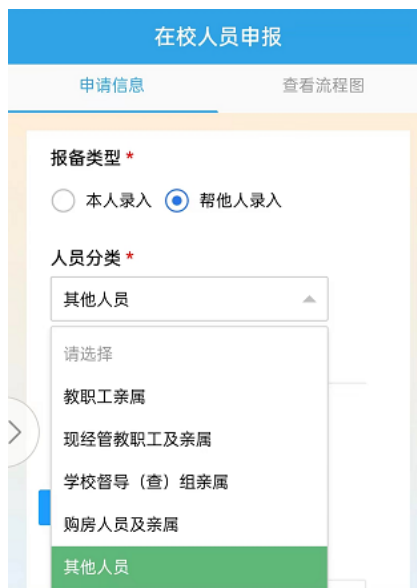 在校人员申报
申请信息 查看流程图
报备类型 *
本人录入 帮他人录入
人员分类 *
其他人员
请选择
教职工亲属
现经管教职工及亲属
学校督导（查）组亲属
购房人员及亲属
其他人员